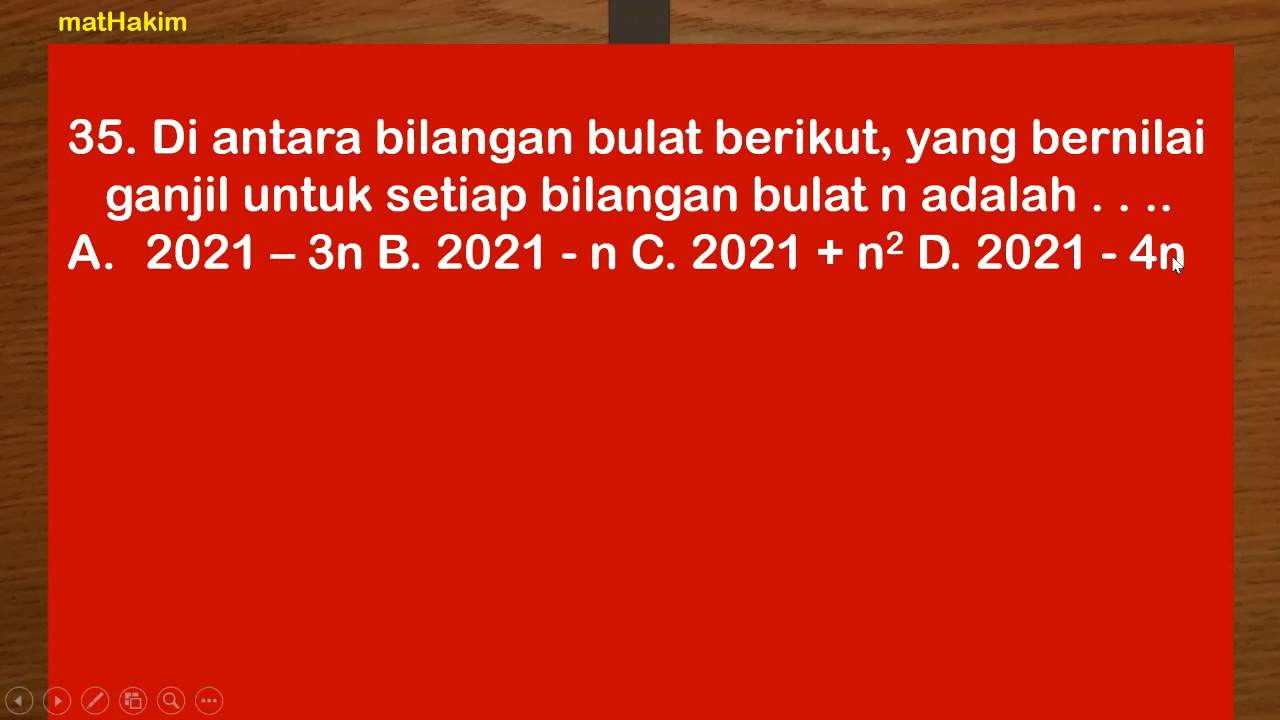 matHakim
35. Di antara bilangan bulat berikut, yang bernilai
ganjil untuk setiap bilangan bulat n adalah . . ..
A. 2021 – 3n B. 2021 - n C. 2021 + n² D. 2021 - 4n